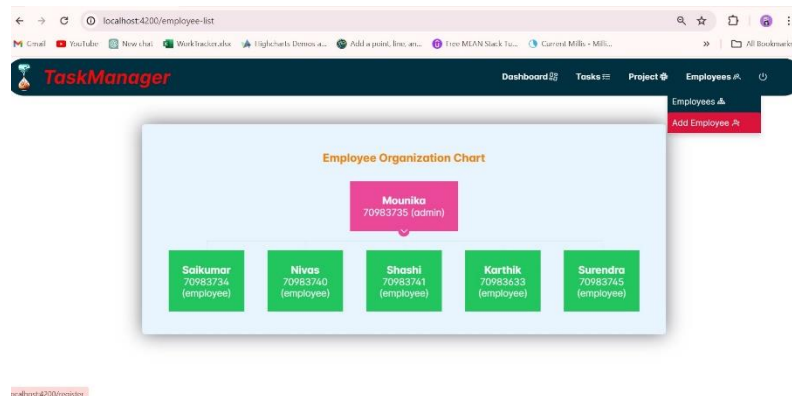 localhost:4200/employee-list
Gmail YouTube New chat WorkTracker.xlsx Highcharts Demos a... Add a point, line, an... Free MEAN Stack Tu... Current Millis - Milli... » All Bookmarks
TaskManager Dashboard Tasks Project Employees
Employees
Add Employee
Employee Organization Chart
Mounika
70983735 (admin)
Saikumar Nivas Shashi Karthik Surendra
70983734 70983740 70983741 70983633 70983745
(employee) (employee) (employee) (employee) (employee)
localhost:4200/register